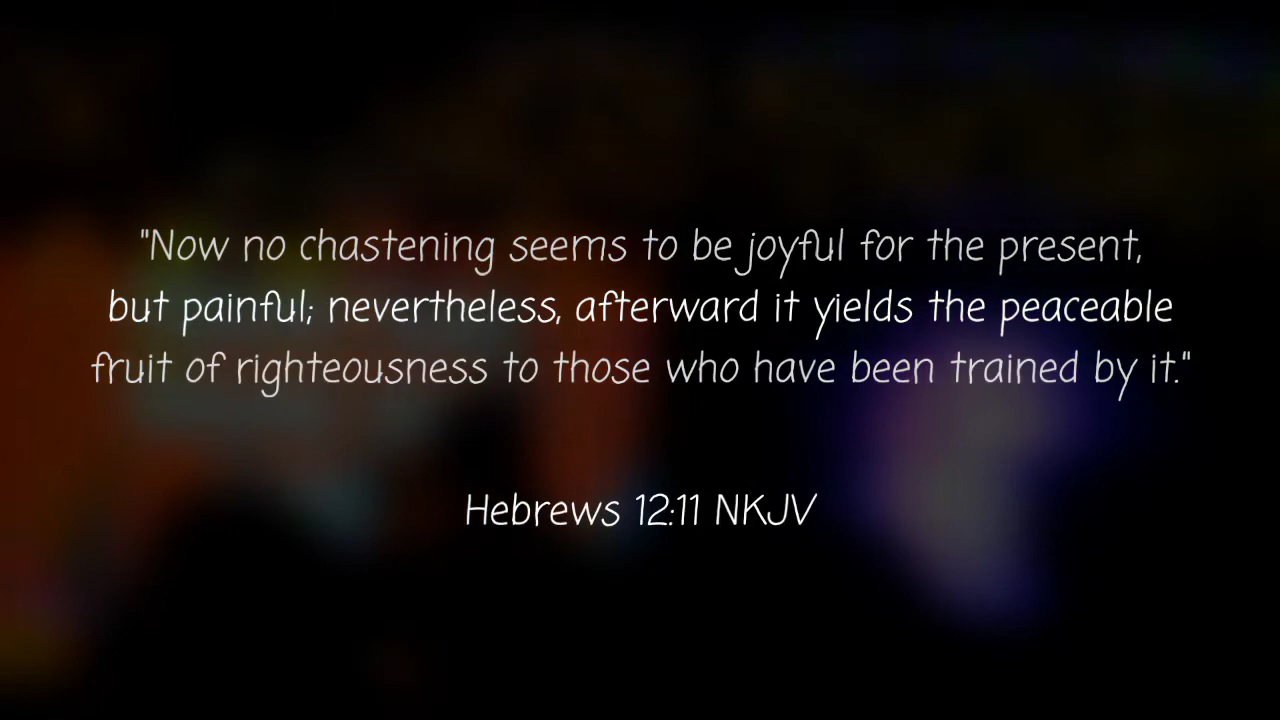 "Now no chastening seems to be joyful for the present,
but painful; nevertheless, afterward it yields the peaceable
fruit of righteousness to those who have been trained by it."
Hebrews 12:11 NKJV